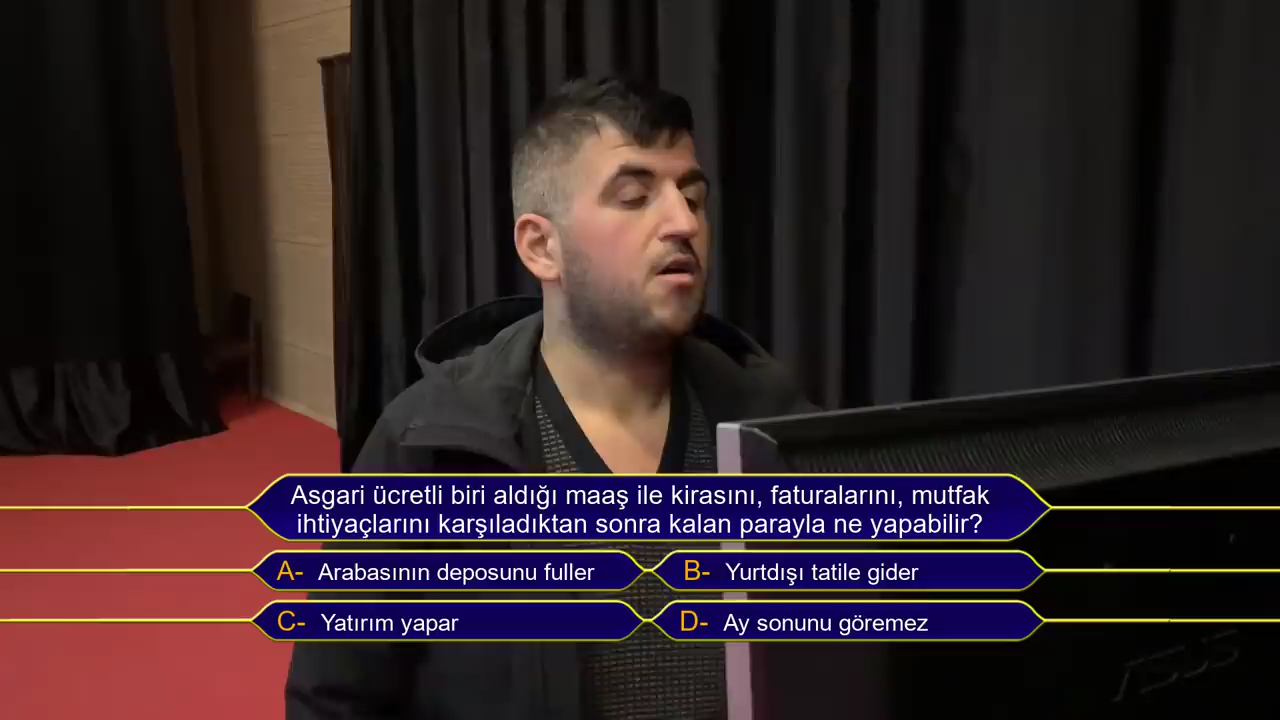 Asgari ücretli biri aldığı maaş ile kirasını, faturalarını, mutfak
ihtiyaçlarını karşıladıktan sonra kalan parayla ne yapabilir?
A- Arabasının deposunu fuller
B- Yurtdışı tatile gider
C- Yatırım yapar
D- Ay sonunu göremez
ASUS